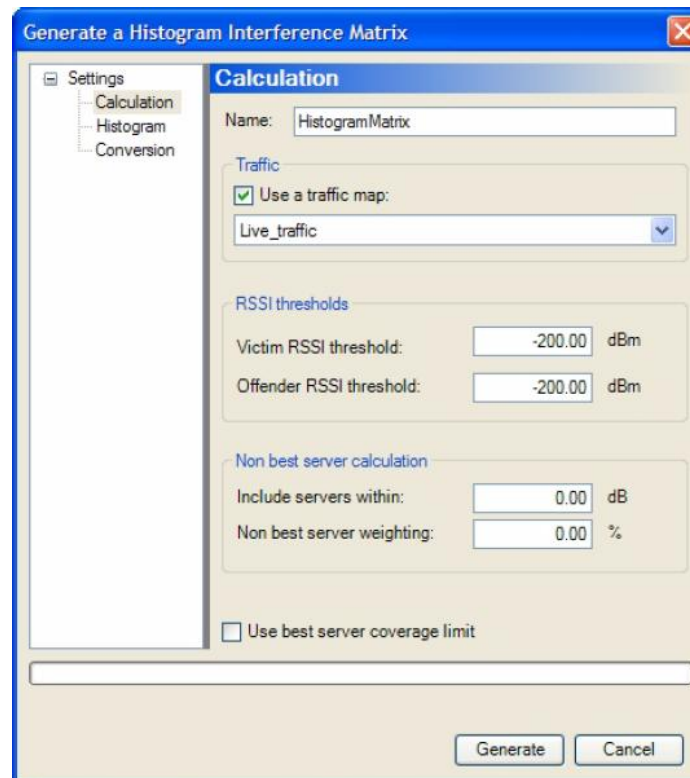 Generate a Histogram Interference Matrix
Settings
Calculation
Histogram
Conversion
Calculation
Name: HistogramMatrix
Traffic
Use a traffic map:
Live_traffic
RSSI thresholds
Victim RSSI threshold: -200.00 dBm
Offender RSSI threshold: -200.00 dBm
Non best server calculation
Include servers within: 0.00 dB
Non best server weighting: 0.00 %
Use best server coverage limit
Generate Cancel